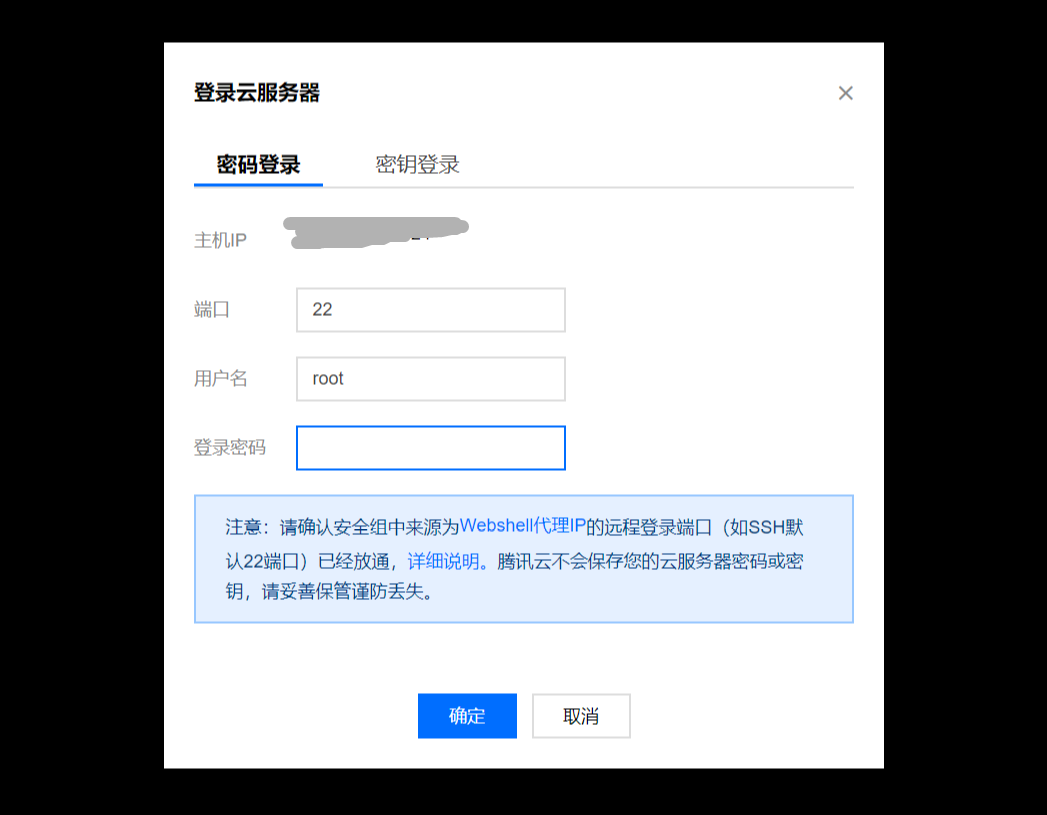 登录云服务器
密码登录 密钥登录
主机IP
端口 22
用户名 root
登录密码
注意：请确认安全组中来源为Webshell代理IP的远程登录端口（如SSH默
认22端口）已经放通，详细说明。腾讯云不会保存您的云服务器密码或密
钥，请妥善保管谨防丢失。
确定 取消